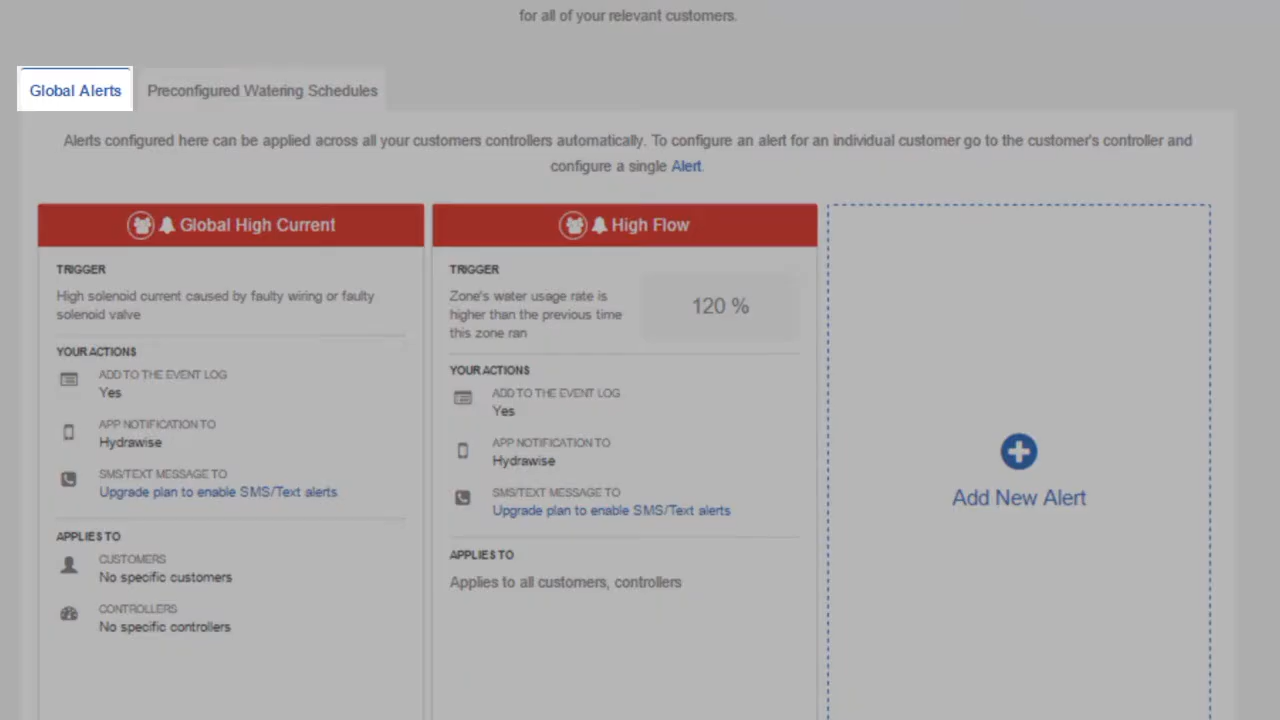 for all of your relevant customers.
Global Alerts
Preconfigured Watering Schedules
Alerts configured here can be applied across all your customers controllers automatically. To configure an alert for an individual customer go to the customer's controller and
configure a single Alert.
Global High Current
TRIGGER
High solenoid current caused by faulty wiring or faulty
solenoid valve
YOUR ACTIONS
ADD TO THE EVENT LOG
Yes
APP NOTIFICATION TO
Hydrawise
SMS/TEXT MESSAGE TO
Upgrade plan to enable SMS/Text alerts
APPLIES TO
CUSTOMERS
No specific customers
CONTROLLERS
No specific controllers
High Flow
TRIGGER
Zone's water usage rate is
higher than the previous time
this zone ran
120 %
YOUR ACTIONS
ADD TO THE EVENT LOG
Yes
APP NOTIFICATION TO
Hydrawise
SMS/TEXT MESSAGE TO
Upgrade plan to enable SMS/Text alerts
APPLIES TO
Applies to all customers, controllers
Add New Alert